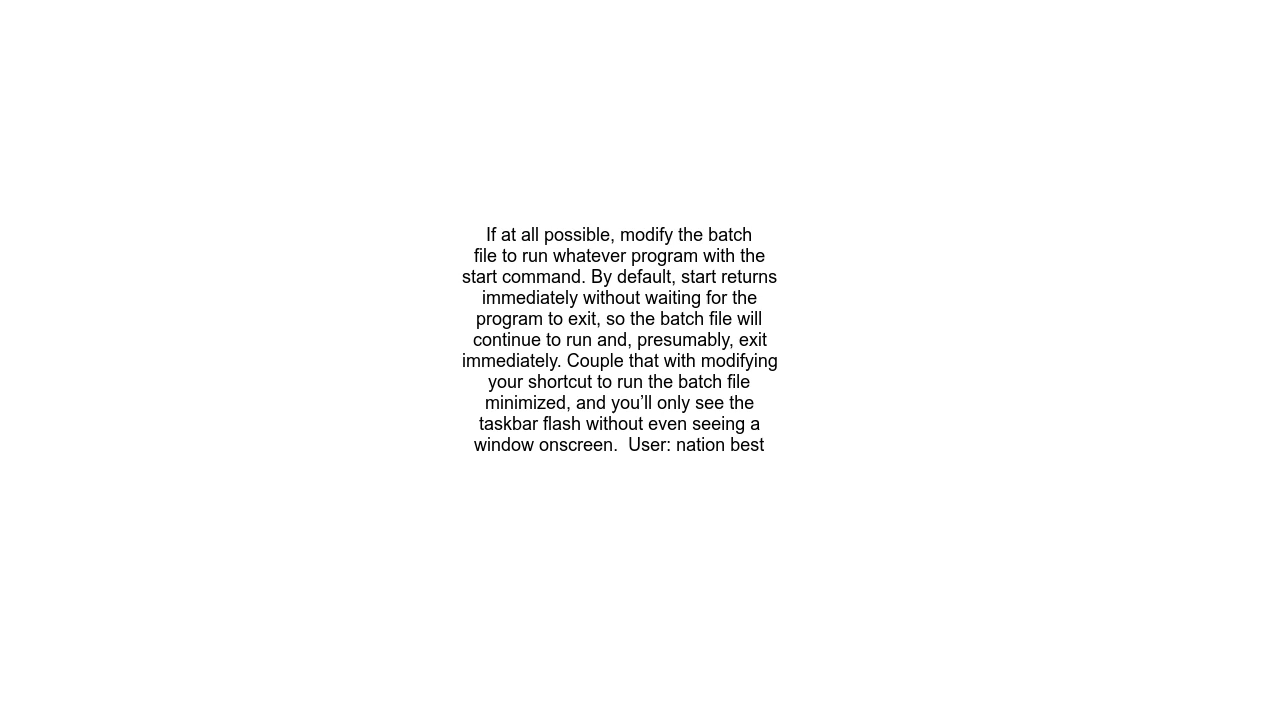 If at all possible, modify the batch
file to run whatever program with the
start command. By default, start returns
immediately without waiting for the
program to exit, so the batch file will
continue to run and, presumably, exit
immediately. Couple that with modifying
your shortcut to run the batch file
minimized, and you’ll only see the
taskbar flash without even seeing a
window onscreen.  User: nation best